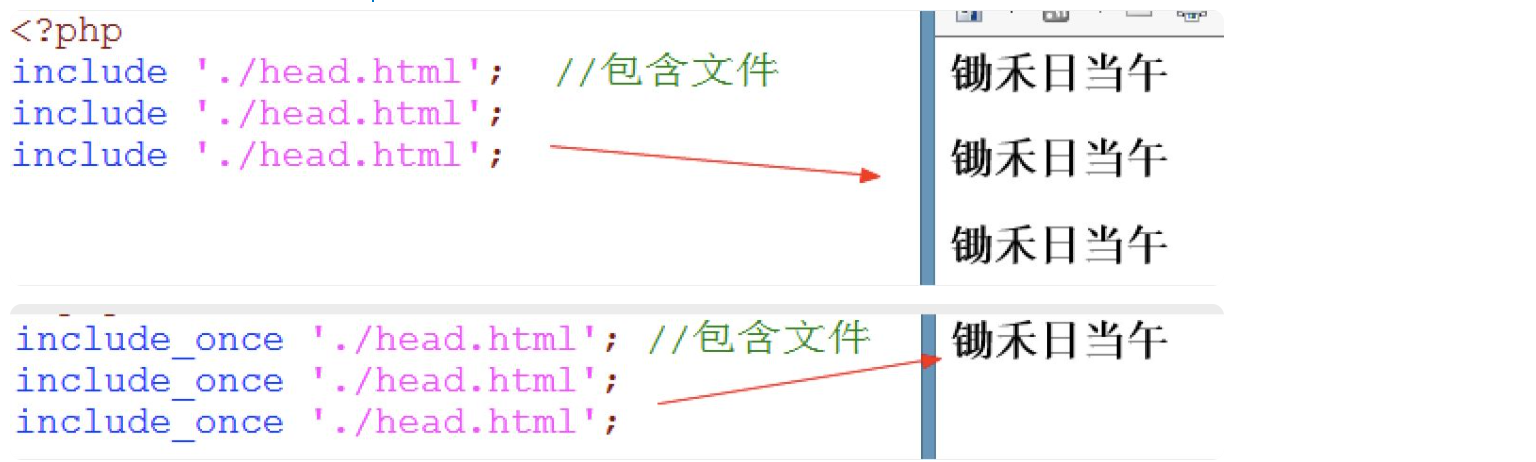 <?php
include './head.html';  //包含文件
include './head.html';
include './head.html';
锄禾日当午
锄禾日当午
锄禾日当午
include_once './head.html'; //包含文件
include_once './head.html';
include_once './head.html';
锄禾日当午